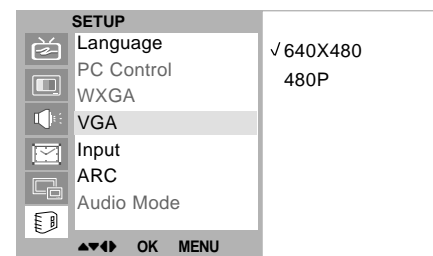 SETUP
Language
PC Control
WXGA
VGA
Input
ARC
Audio Mode
▲▼◀▶ OK MENU
√ 640X480
480P